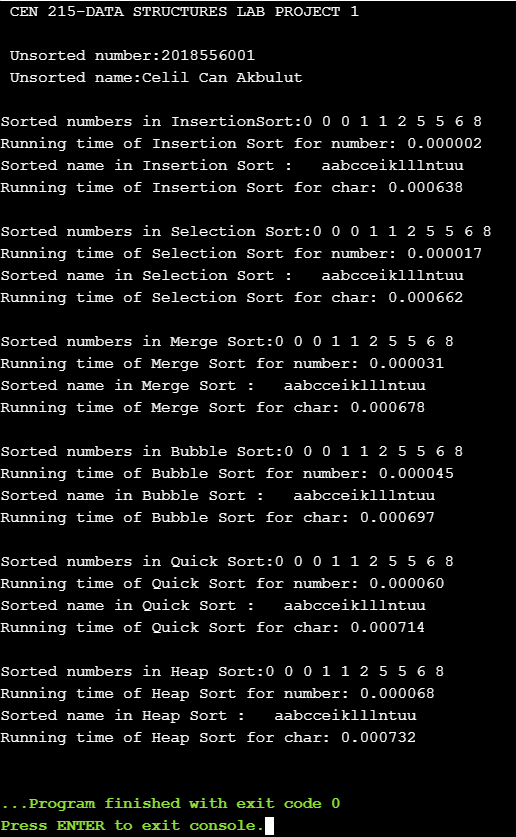 CEN 215-DATA STRUCTURES LAB PROJECT 1
Unsorted number:2018556001
Unsorted name:Celil Can Akbulut
Sorted numbers in InsertionSort:0 0 0 1 1 2 5 5 6 8
Running time of Insertion Sort for number: 0.000002
Sorted name in Insertion Sort :   aabcceiklllntuu
Running time of Insertion Sort for char: 0.000638
Sorted numbers in Selection Sort:0 0 0 1 1 2 5 5 6 8
Running time of Selection Sort for number: 0.000017
Sorted name in Selection Sort :   aabcceiklllntuu
Running time of Selection Sort for char: 0.000662
Sorted numbers in Merge Sort:0 0 0 1 1 2 5 5 6 8
Running time of Merge Sort for number: 0.000031
Sorted name in Merge Sort :   aabcceiklllntuu
Running time of Merge Sort for char: 0.000678
Sorted numbers in Bubble Sort:0 0 0 1 1 2 5 5 6 8
Running time of Bubble Sort for number: 0.000045
Sorted name in Bubble Sort :   aabcceiklllntuu
Running time of Bubble Sort for char: 0.000697
Sorted numbers in Quick Sort:0 0 0 1 1 2 5 5 6 8
Running time of Quick Sort for number: 0.000060
Sorted name in Quick Sort :   aabcceiklllntuu
Running time of Quick Sort for char: 0.000714
Sorted numbers in Heap Sort:0 0 0 1 1 2 5 5 6 8
Running time of Heap Sort for number: 0.000068
Sorted name in Heap Sort :   aabcceiklllntuu
Running time of Heap Sort for char: 0.000732
...Program finished with exit code 0
Press ENTER to exit console.